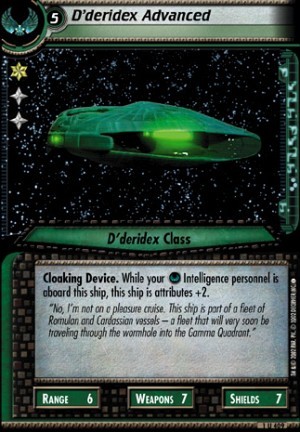 5
D'deridex Advanced
D'deridex Class
Cloaking Device. While your Intelligence personnel is
aboard this ship, this ship is attributes +2.
"No, I'm not on a pleasure cruise. This ship is part of a fleet of
Romulan and Cardassian vessels – a fleet that will very soon be
traveling through the wormhole into the Gamma Quadrant."
RANGE 6
WEAPONS 7
SHIELDS 7
1 U 409